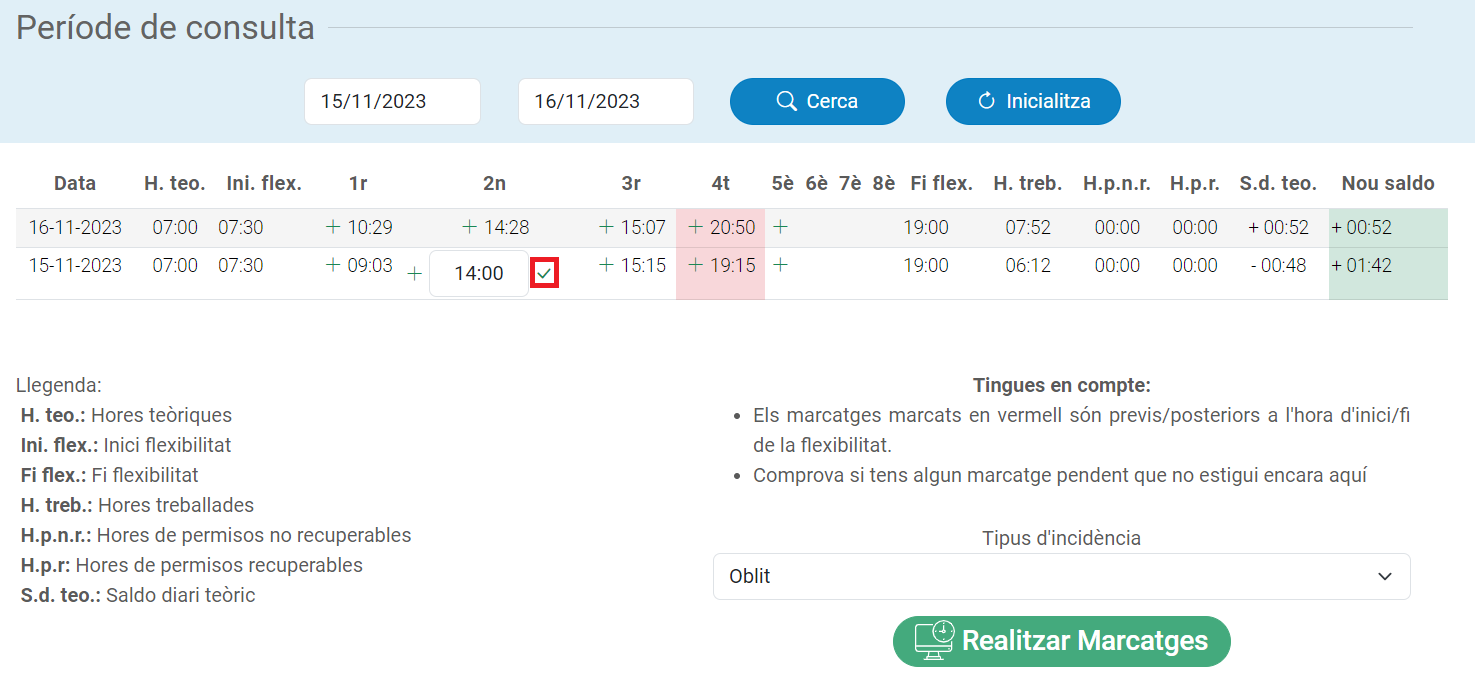 Període de consulta
15/11/2023 16/11/2023 Cerca Inicialitza
Data H. teo. Ini. flex. 1r 2n 3r 4t 5è 6è 7è 8è Fi flex. H. treb. H.p.n.r. H.p.r. S.d. teo. Nou saldo
16-11-2023 07:00 07:30 + 10:29 + 14:28 + 15:07 + 20:50 + 19:00 07:52 00:00 00:00 + 00:52 + 00:52
15-11-2023 07:00 07:30 + 09:03 + 14:00 + 15:15 + 19:15 + 19:00 06:12 00:00 00:00 - 00:48 + 01:42
Llegenda:
H. teo.: Hores teòriques
Ini. flex.: Inici flexibilitat
Fi flex.: Fi flexibilitat
H. treb.: Hores treballades
H.p.n.r.: Hores de permisos no recuperables
H.p.r: Hores de permisos recuperables
S.d. teo.: Saldo diari teòric
Tingues en compte:
• Els marcatges marcats en vermell són previs/posteriors a l'hora d'inici/fi
de la flexibilitat.
• Comprova si tens algun marcatge pendent que no estigui encara aquí
Tipus d'incidència
Oblit
Realitzar Marcatges